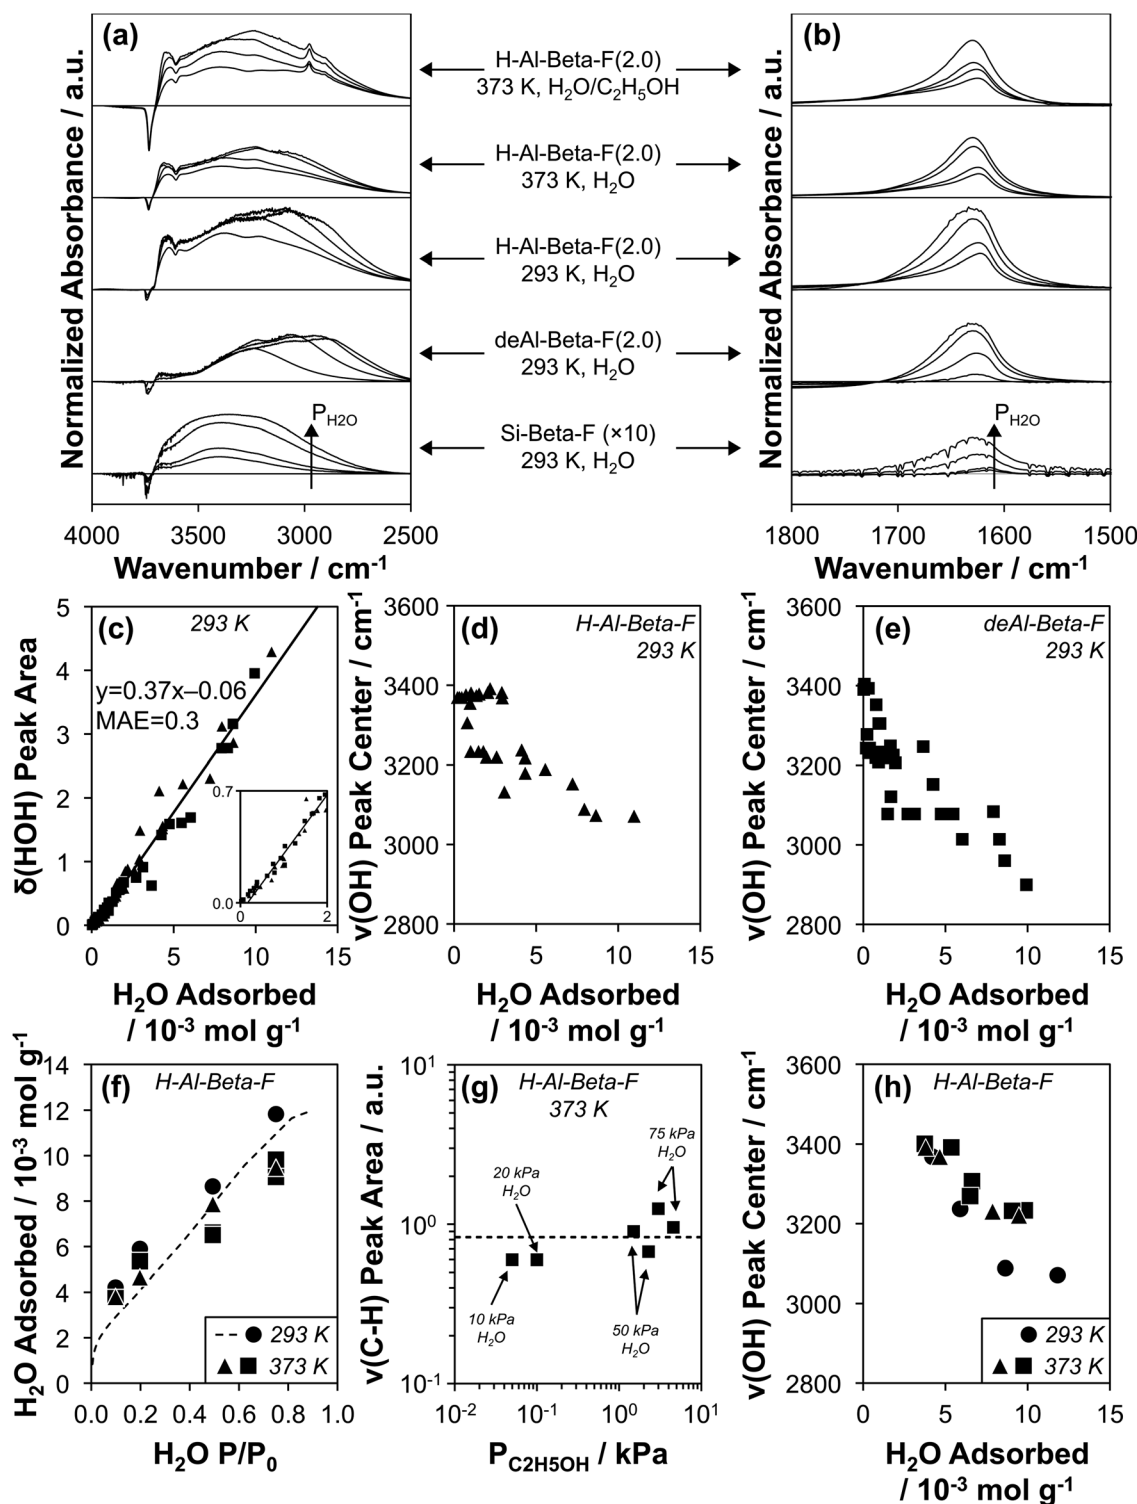 (a)
(b)
H-Al-Beta-F(2.0)
373 K, H₂O/C₂H₅OH
H-Al-Beta-F(2.0)
373 K, H₂O
H-Al-Beta-F(2.0)
293 K, H₂O
deAl-Beta-F(2.0)
293 K, H₂O
Si-Beta-F (×10)
293 K, H₂O
P_H2O
P_H2O
Normalized Absorbance / a.u.
Normalized Absorbance / a.u.
4000 3500 3000 2500
Wavenumber / cm⁻¹
1800 1700 1600 1500
Wavenumber / cm⁻¹
(c)
293 K
y=0.37x–0.06
MAE=0.3
5
4
3
2
1
0
0.7
0.0
0 2
0 5 10 15
δ(HOH) Peak Area
H₂O Adsorbed
/ 10⁻³ mol g⁻¹
(d)
H-Al-Beta-F
293 K
3600
3400
3200
3000
2800
0 5 10 15
ν(OH) Peak Center / cm⁻¹
H₂O Adsorbed
/ 10⁻³ mol g⁻¹
(e)
deAl-Beta-F
293 K
3600
3400
3200
3000
2800
0 5 10 15
ν(OH) Peak Center / cm⁻¹
H₂O Adsorbed
/ 10⁻³ mol g⁻¹
(f)
H-Al-Beta-F
14
12
10
8
6
4
2
0
293 K
373 K
0.0 0.2 0.4 0.6 0.8 1.0
H₂O Adsorbed / 10⁻³ mol g⁻¹
H₂O P/P₀
(g)
H-Al-Beta-F
373 K
75 kPa
H₂O
20 kPa
H₂O
10 kPa
H₂O
50 kPa
H₂O
10¹
10⁰
10⁻¹
10⁻² 10⁻¹ 10⁰ 10¹
ν(C-H) Peak Area / a.u.
P_C2H5OH / kPa
(h)
H-Al-Beta-F
3600
3400
3200
3000
2800
293 K
373 K
0 5 10 15
ν(OH) Peak Center / cm⁻¹
H₂O Adsorbed
/ 10⁻³ mol g⁻¹